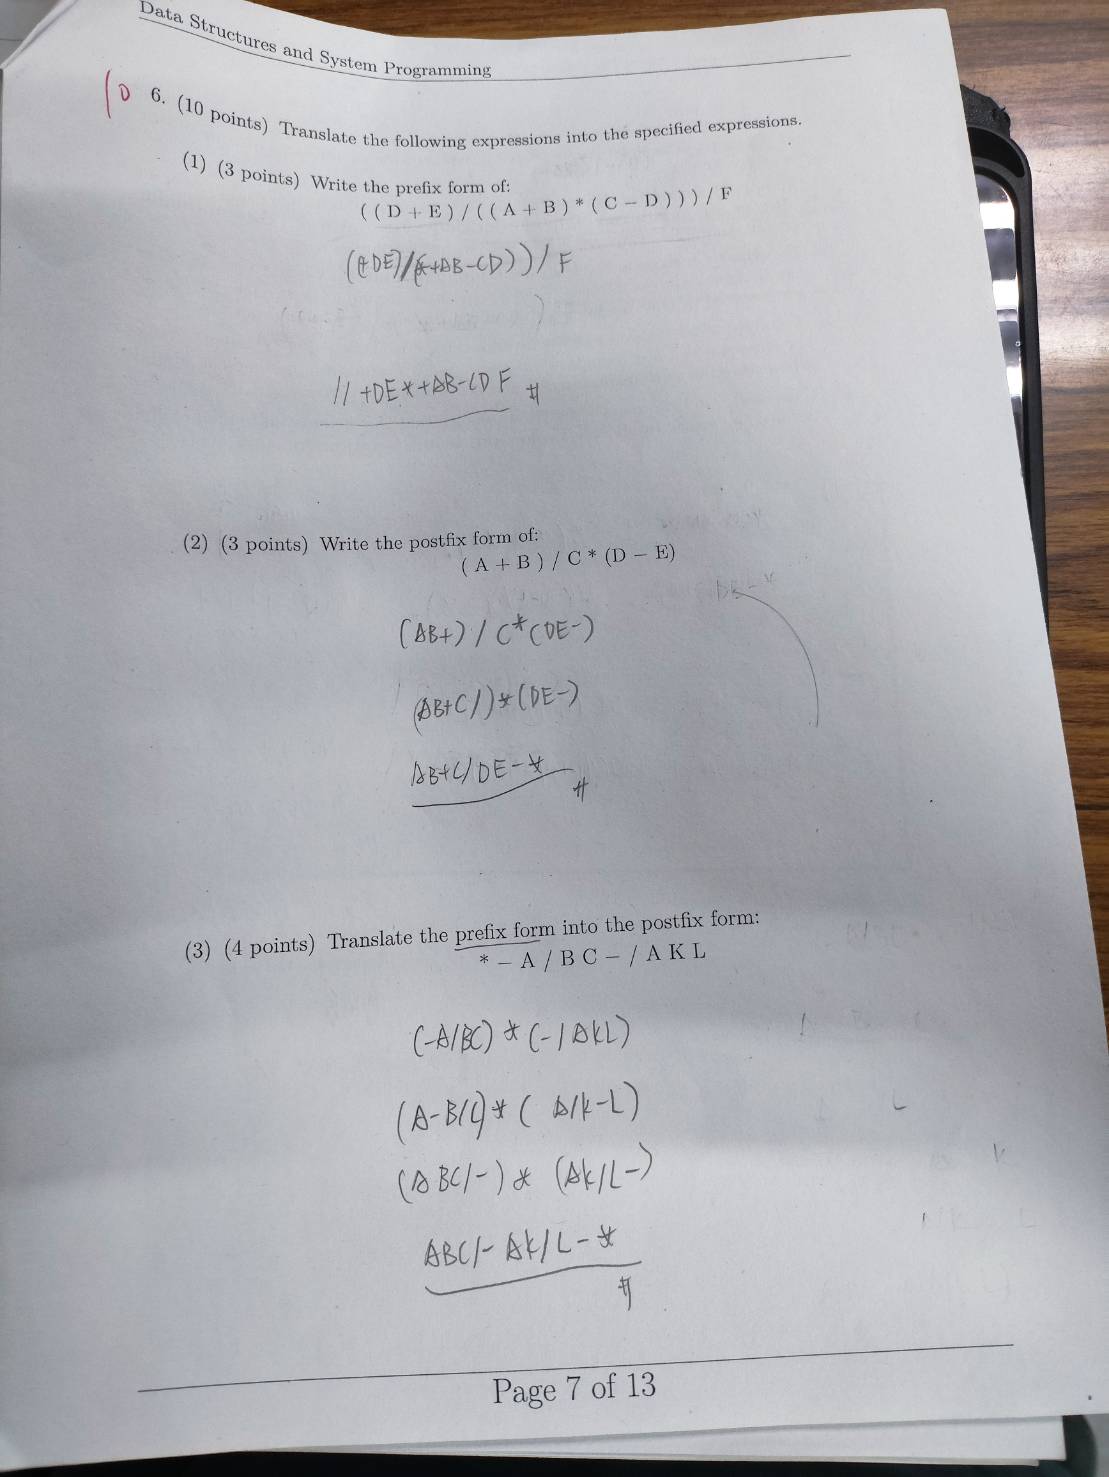 Data Structures and System Programming
10
6. (10 points) Translate the following expressions into the specified expressions.
(1) (3 points) Write the prefix form of:
( ( D + E ) / ( ( A + B ) * ( C − D ) ) ) / F
(+DE)/(*+AB-CD))/F
//+DE*+AB-CDF #
(2) (3 points) Write the postfix form of:
( A + B ) / C * (D − E)
(AB+)/C*(DE-)
(AB+C/)*(DE-)
AB+C/DE-* #
(3) (4 points) Translate the prefix form into the postfix form:
* − A / B C − / A K L
(-A/BC)*(-/AKL)
(A-B/C)*(A/K-L)
(ABC/-)*(AK/L-)
ABC/-AK/L-*
#
Page 7 of 13